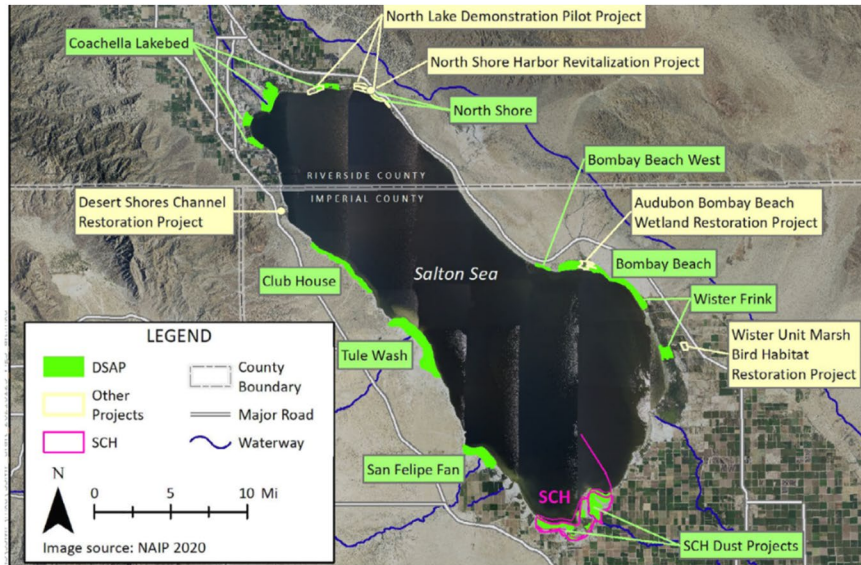 North Lake Demonstration Pilot Project
Coachella Lakebed
North Shore Harbor Revitalization Project
North Shore
Bombay Beach West
RIVERSIDE COUNTY
IMPERIAL COUNTY
Desert Shores Channel
Restoration Project
Audubon Bombay Beach
Wetland Restoration Project
Salton Sea
Bombay Beach
Club House
Wister Frink
Tule Wash
Wister Unit Marsh
Bird Habitat
Restoration Project
San Felipe Fan
SCH
SCH Dust Projects
LEGEND
DSAP
Other
Projects
SCH
County
Boundary
Major Road
Waterway
N
0 5 10 Mi
Image source: NAIP 2020